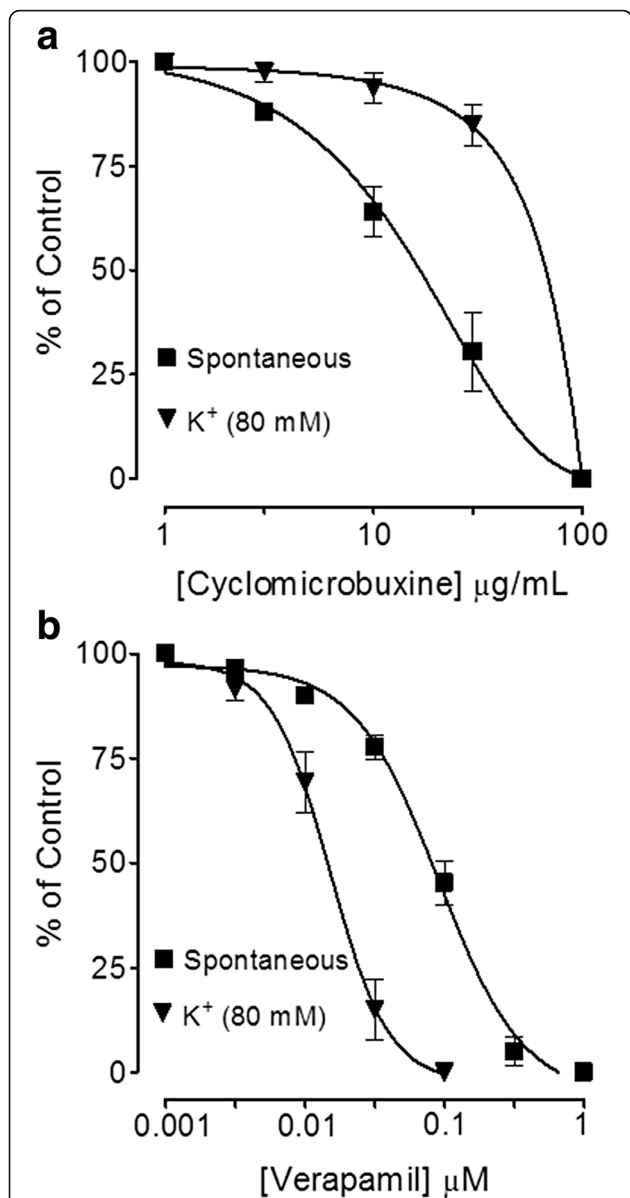 a
100
75
50
25
0
% of Control
■ Spontaneous
▼ K⁺ (80 mM)
1 10 100
[Cyclomicrobuxine] μg/mL
b
100
75
50
25
0
% of Control
■ Spontaneous
▼ K⁺ (80 mM)
0.001 0.01 0.1 1
[Verapamil] μM